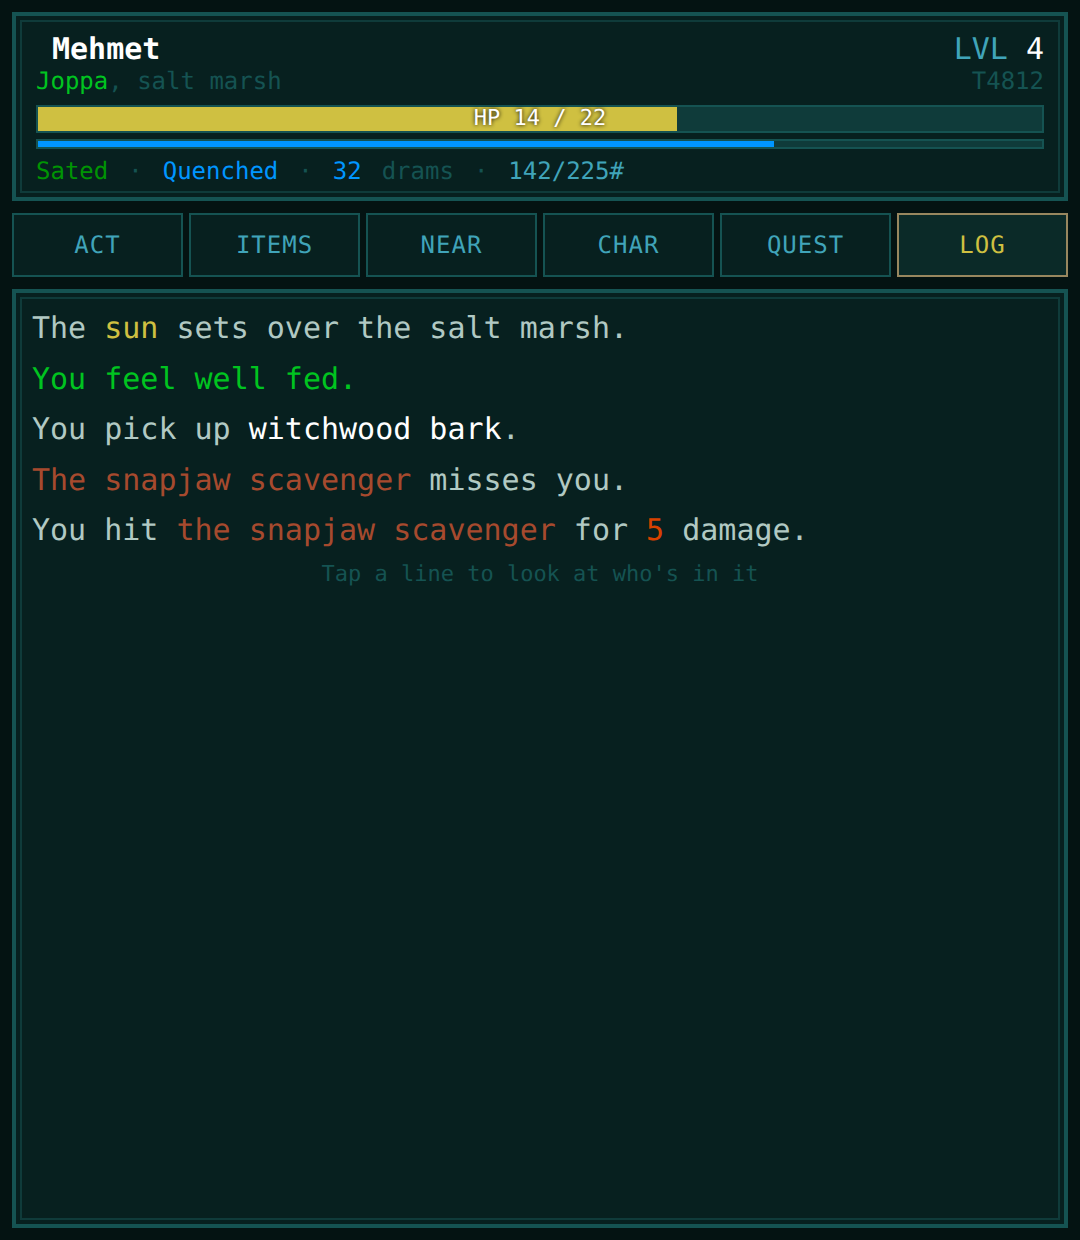 Mehmet LVL 4
Joppa, salt marsh T4812
HP 14 / 22
Sated · Quenched · 32 drams · 142/225#
ACT ITEMS NEAR CHAR QUEST LOG
The sun sets over the salt marsh.
You feel well fed.
You pick up witchwood bark.
The snapjaw scavenger misses you.
You hit the snapjaw scavenger for 5 damage.
Tap a line to look at who's in it